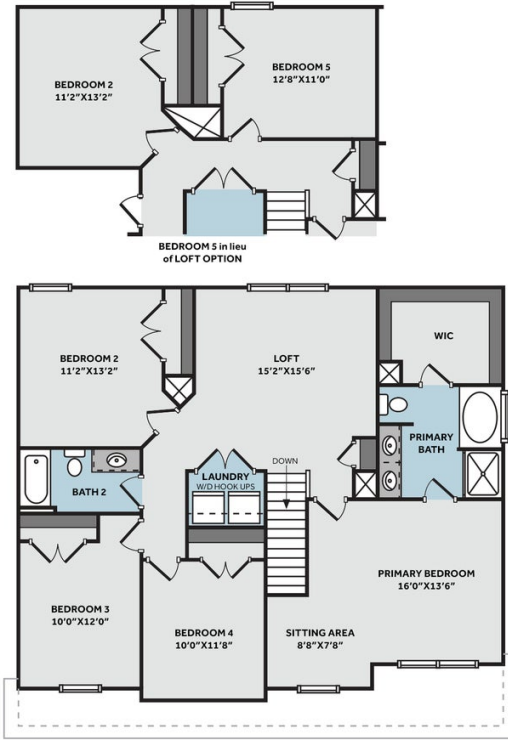 BEDROOM 2
11'2"X13'2"
BEDROOM 5
12'8"X11'0"
BEDROOM 5 in lieu
of LOFT OPTION
BEDROOM 2
11'2"X13'2"
LOFT
15'2"X15'6"
WIC
PRIMARY
BATH
BATH 2
LAUNDRY
W/D HOOK UPS
DOWN
PRIMARY BEDROOM
16'0"X13'6"
BEDROOM 3
10'0"X12'0"
BEDROOM 4
10'0"X11'8"
SITTING AREA
8'8"X7'8"